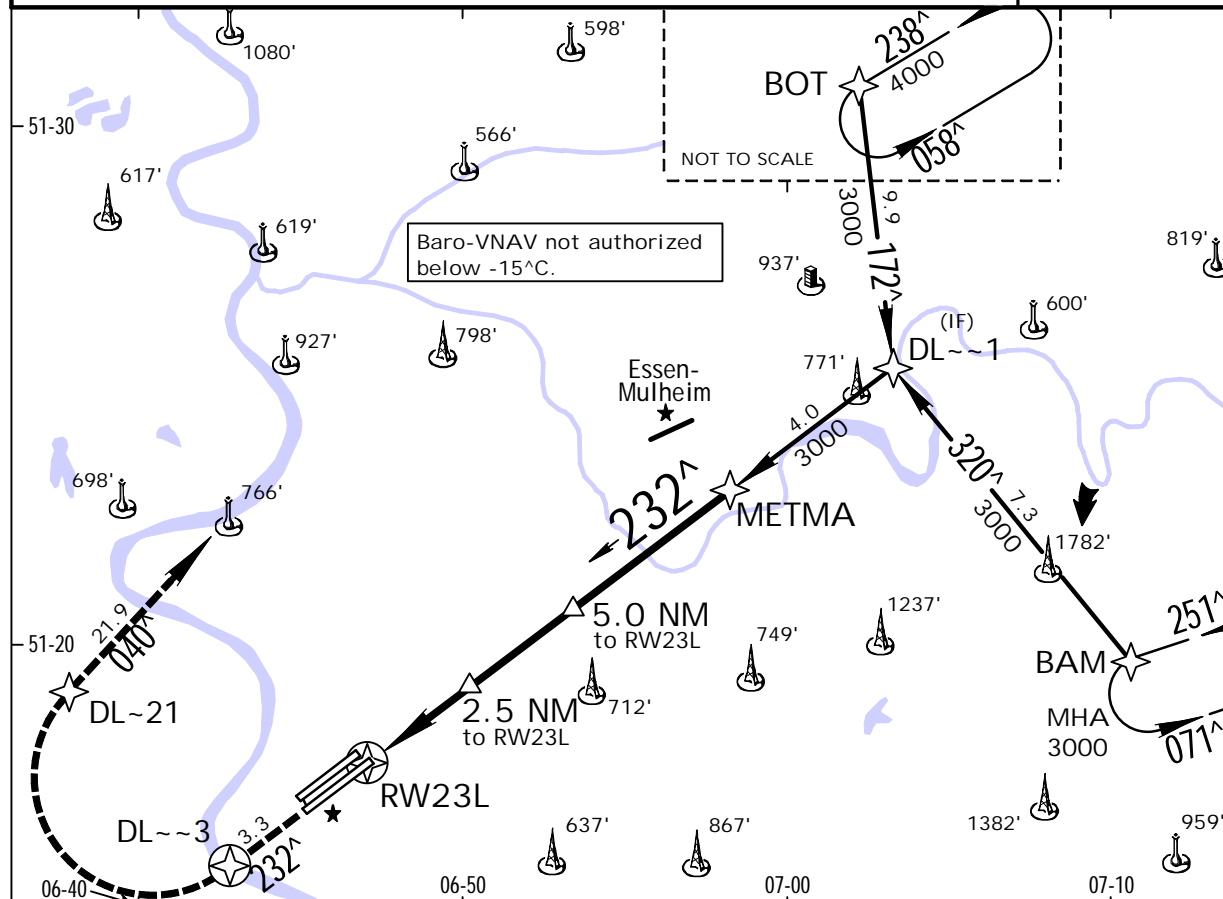 1080'
598'
238^
4000
BOT
058^
51-30
NOT TO SCALE
566'
617'
619'
3000
9.9
172^
Baro-VNAV not authorized
below -15^C.
937'
819'
600'
(IF)
DL~~1
927'
798'
771'
Essen-
Mulheim
4.0
3000
320^
7.3
3000
232^
METMA
698'
766'
1782'
21.9
040^
5.0 NM
to RW23L
1237'
749'
251^
51-20
BAM
DL~21
2.5 NM
to RW23L
712'
MHA
3000
071^
RW23L
DL~~3
3.3
232^
637'
867'
1382'
959'
06-40
06-50
07-00
07-10